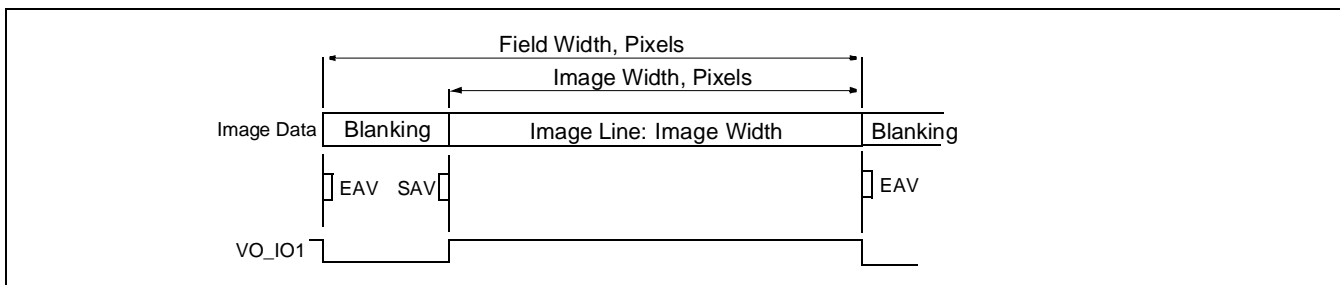 Field Width, Pixels
Image Width, Pixels
Image Data Blanking Image Line: Image Width Blanking
EAV SAV EAV
VO_IO1